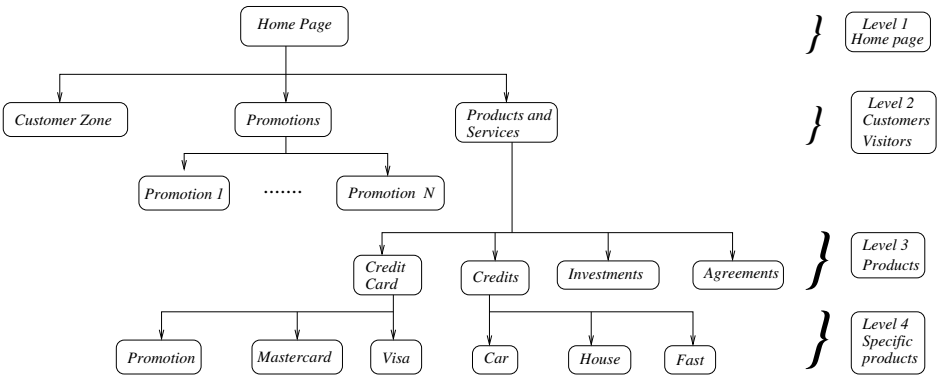 Home Page
Level 1
Home page
Customer Zone
Promotions
Products and
Services
Level 2
Customers
Visitors
Promotion 1
.......
Promotion N
Credit
Card
Credits
Investments
Agreements
Level 3
Products
Promotion
Mastercard
Visa
Car
House
Fast
Level 4
Specific
products